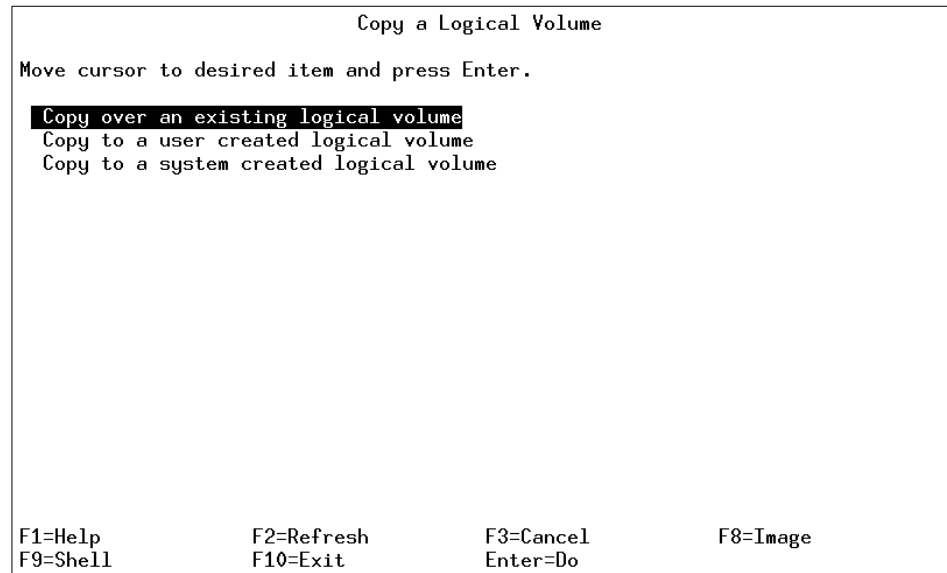 Copy a Logical Volume
Move cursor to desired item and press Enter.
Copy over an existing logical volume
Copy to a user created logical volume
Copy to a system created logical volume
F1=Help F2=Refresh F3=Cancel F8=Image
F9=Shell F10=Exit Enter=Do